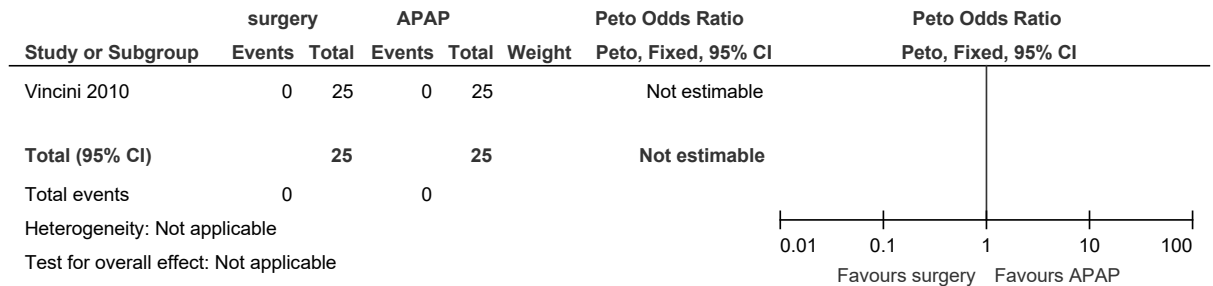 surgery APAP Peto Odds Ratio Peto Odds Ratio
Study or Subgroup Events Total Events Total Weight Peto, Fixed, 95% CI Peto, Fixed, 95% CI
Vincini 2010 0 25 0 25 Not estimable
Total (95% CI) 25 25 Not estimable
Total events 0 0
Heterogeneity: Not applicable
Test for overall effect: Not applicable
0.01 0.1 1 10 100
Favours surgery Favours APAP